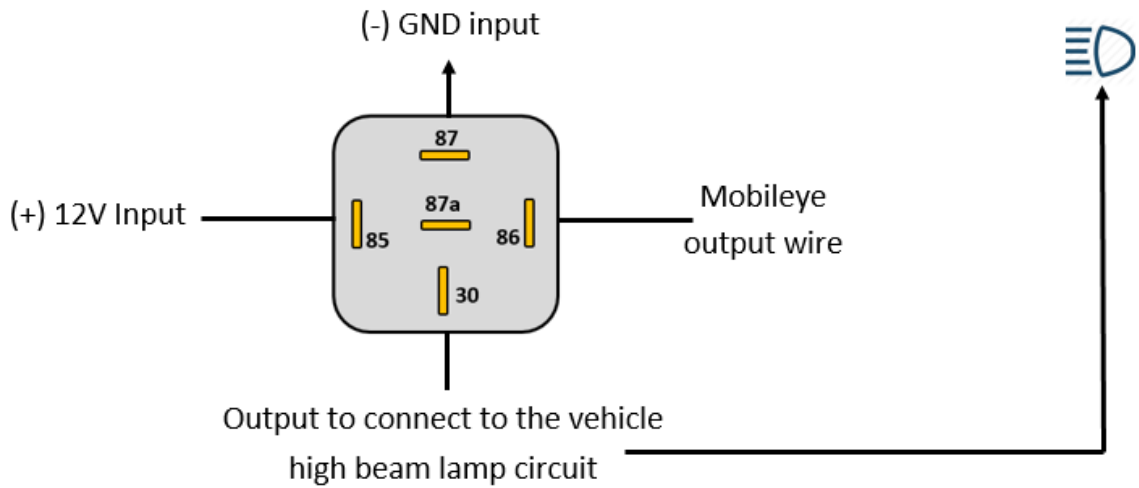 (-) GND input
87
(+) 12V Input
87a
85
86
Mobileye
output wire
30
Output to connect to the vehicle
high beam lamp circuit